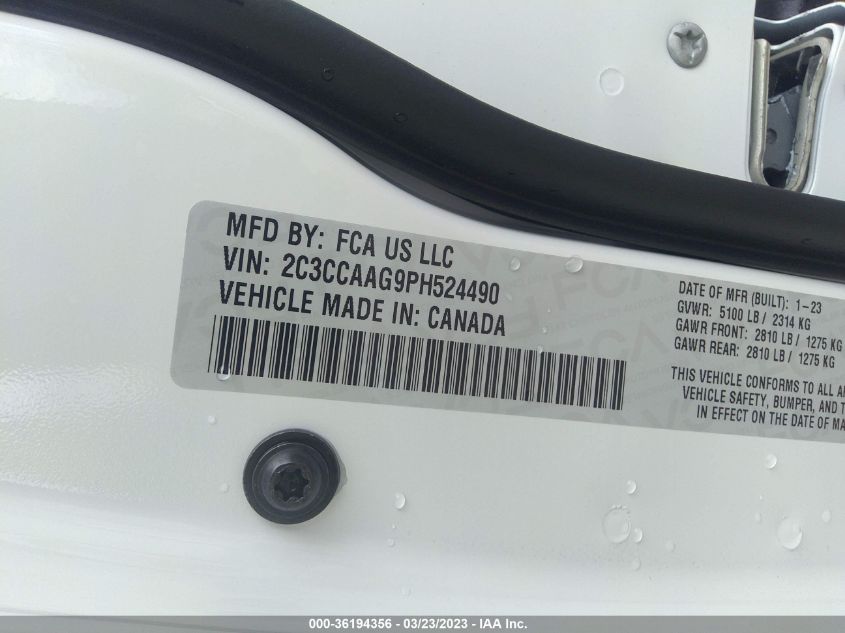 MFD BY: FCA US LLC
VIN: 2C3CCAAG9PH524490
VEHICLE MADE IN: CANADA
DATE OF MFR (BUILT): 1-23
GVWR: 5100 LB / 2314 KG
GAWR FRONT: 2810 LB / 1275 KG
GAWR REAR: 2810 LB / 1275 KG
THIS VEHICLE CONFORMS TO ALL
VEHICLE SAFETY, BUMPER, AND
IN EFFECT ON THE DATE OF
000-36194356 - 03/23/2023 - IAA Inc.